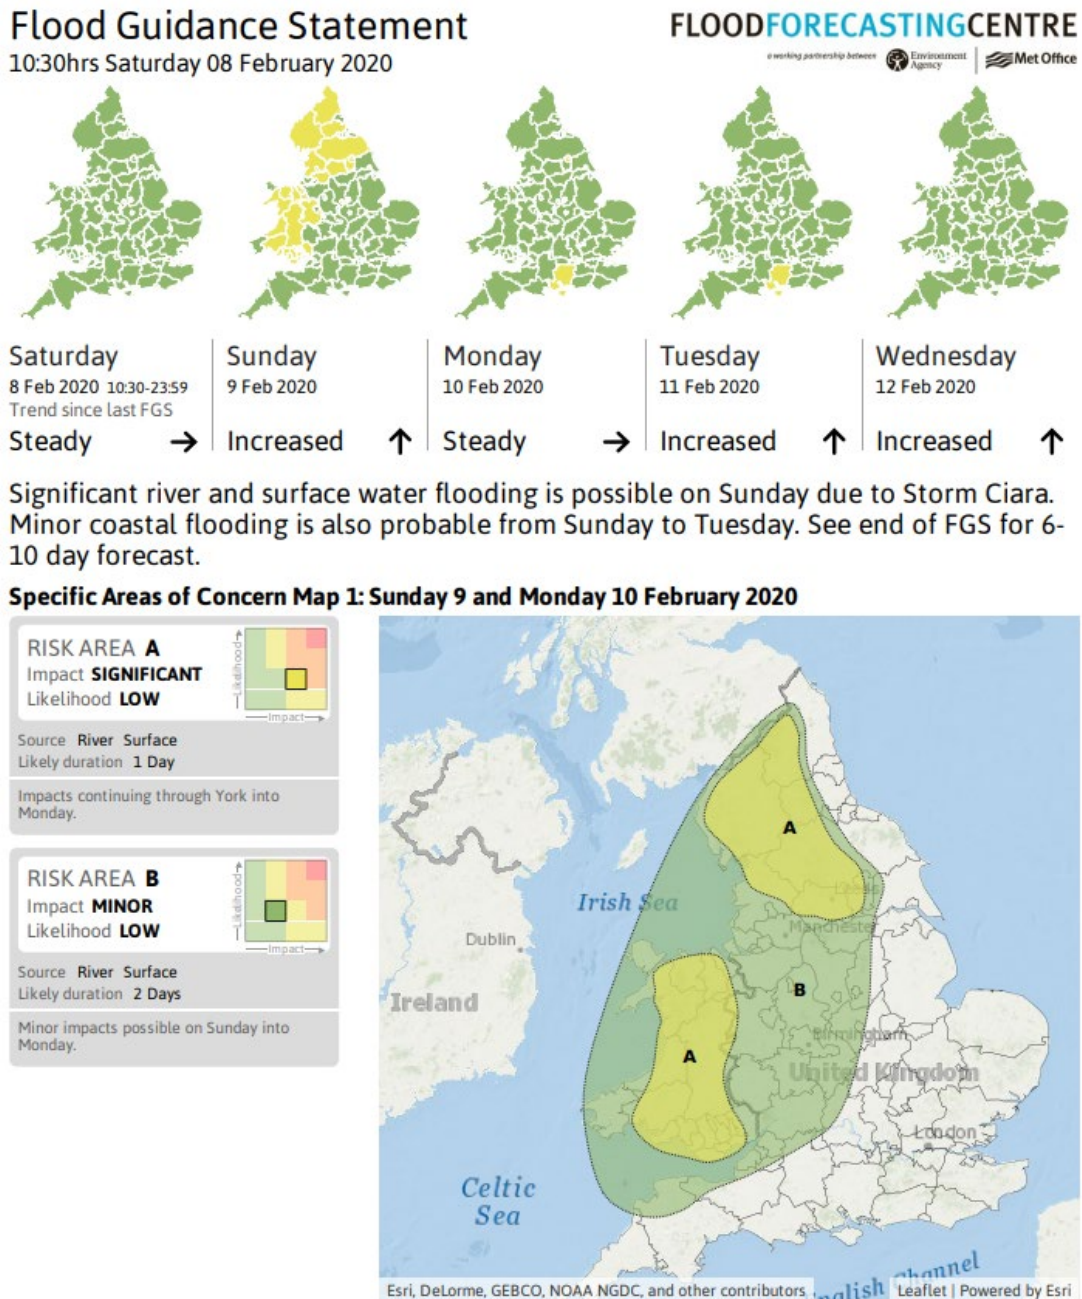 Flood Guidance Statement
10:30hrs Saturday 08 February 2020
FLOODFORECASTINGCENTRE
a working partnership between
Environment
Agency
Met Office
Saturday
8 Feb 2020 10:30-23:59
Trend since last FGS
Steady
Sunday
9 Feb 2020
Increased
Monday
10 Feb 2020
Steady
Tuesday
11 Feb 2020
Increased
Wednesday
12 Feb 2020
Increased
Significant river and surface water flooding is possible on Sunday due to Storm Ciara.
Minor coastal flooding is also probable from Sunday to Tuesday. See end of FGS for 6-
10 day forecast.
Specific Areas of Concern Map 1: Sunday 9 and Monday 10 February 2020
RISK AREA A
Impact SIGNIFICANT
Likelihood LOW
Likelihood
Impact
Source River Surface
Likely duration 1 Day
Impacts continuing through York into
Monday.
RISK AREA B
Impact MINOR
Likelihood LOW
Likelihood
Impact
Source River Surface
Likely duration 2 Days
Minor impacts possible on Sunday into
Monday.
A
Leeds
Irish Sea
Manchester
Dublin
B
Ireland
Birmingham
A
United Kingdom
London
Celtic
Sea
Channel
Esri, DeLorme, GEBCO, NOAA NGDC, and other contributors
Leaflet | Powered by Esri